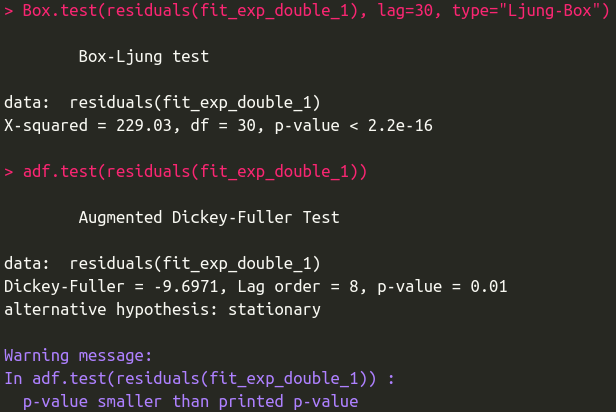 > Box.test(residuals(fit_exp_double_1), lag=30, type="Ljung-Box")
Box-Ljung test
data:  residuals(fit_exp_double_1)
X-squared = 229.03, df = 30, p-value < 2.2e-16
> adf.test(residuals(fit_exp_double_1))
Augmented Dickey-Fuller Test
data:  residuals(fit_exp_double_1)
Dickey-Fuller = -9.6971, Lag order = 8, p-value = 0.01
alternative hypothesis: stationary
Warning message:
In adf.test(residuals(fit_exp_double_1)) :
p-value smaller than printed p-value